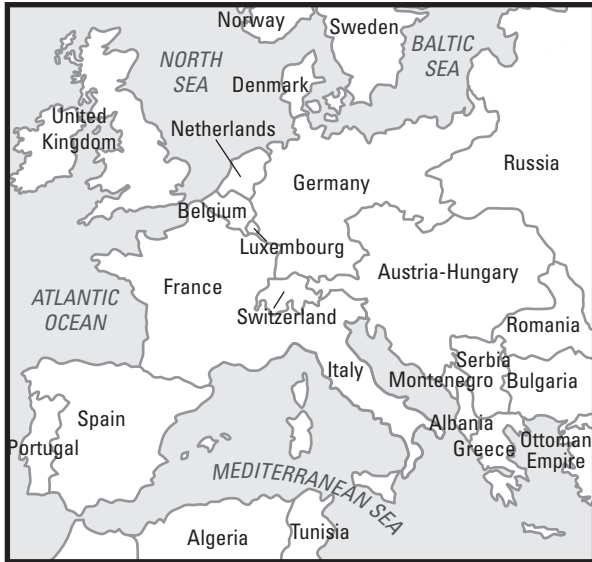 Norway
Sweden
NORTH
SEA
BALTIC
SEA
Denmark
United
Kingdom
Netherlands
Russia
Germany
Belgium
Luxembourg
France
Austria-Hungary
ATLANTIC
OCEAN
Switzerland
Romania
Italy
Serbia
Montenegro
Bulgaria
Spain
Portugal
Albania
Greece
Ottoman
Empire
MEDITERRANEAN SEA
Algeria
Tunisia